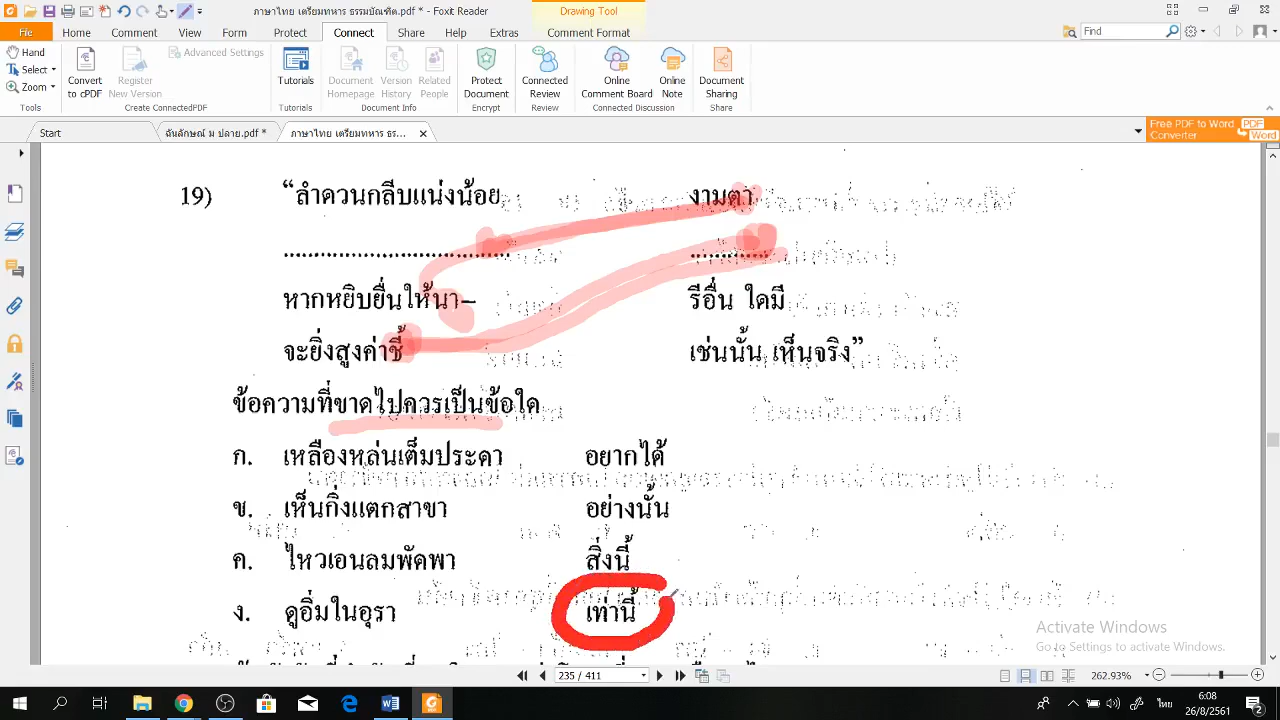 ภาษาไทย เตรียมทหาร ธรรมบัณฑิต.pdf * - Foxit Reader
Drawing Tool
File Home Comment View Form Protect Connect Share Help Extras Comment Format
Find
Hand
Select
Zoom
Tools
Convert to cPDF
Register New Version
Advanced Settings
Create ConnectedPDF
Tutorials
Tutorials
Document Homepage
Version History
Related People
Document Info
Protect Document
Encrypt
Connected Review
Review
Online Comment Board
Online Note
Connected Discussion
Document Sharing
Share
Start
ฉันลักษณ์ ม ปลาย.pdf *
ภาษาไทย เตรียมทหาร ธร...
Free PDF to Word Converter
PDF
Word
19) “ลำดวนกลีบแน่งน้อย งามตา
........................................ ..............
หากหยิบยื่นให้นา– รีอื่น ใดมี
จะยิ่งสูงค่าชี้ เช่นนั้น เห็นจริง”
ข้อความที่ขาดไปควรเป็นข้อใด
ก. เหลืองหล่นเต็มประดา อยากได้
ข. เห็นกิ่งแตกสาขา อย่างนั้น
ค. ไหวเอนลมพัดพา สิ่งนี้
ง. ดูอิ่มในอุรา เท่านี้
Activate Windows
Go to Settings to activate Windows.
235 / 411
262.93%
ไทย
6:08
26/8/2561